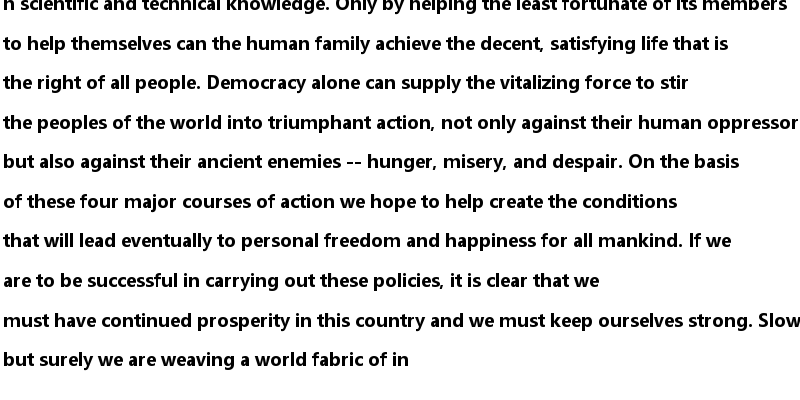 n scientific and technical knowledge. Only by helping the least fortunate of its members
to help themselves can the human family achieve the decent, satisfying life that is
the right of all people. Democracy alone can supply the vitalizing force to stir
the peoples of the world into triumphant action, not only against their human oppressor
but also against their ancient enemies -- hunger, misery, and despair. On the basis
of these four major courses of action we hope to help create the conditions
that will lead eventually to personal freedom and happiness for all mankind. If we
are to be successful in carrying out these policies, it is clear that we
must have continued prosperity in this country and we must keep ourselves strong. Slow
but surely we are weaving a world fabric of in